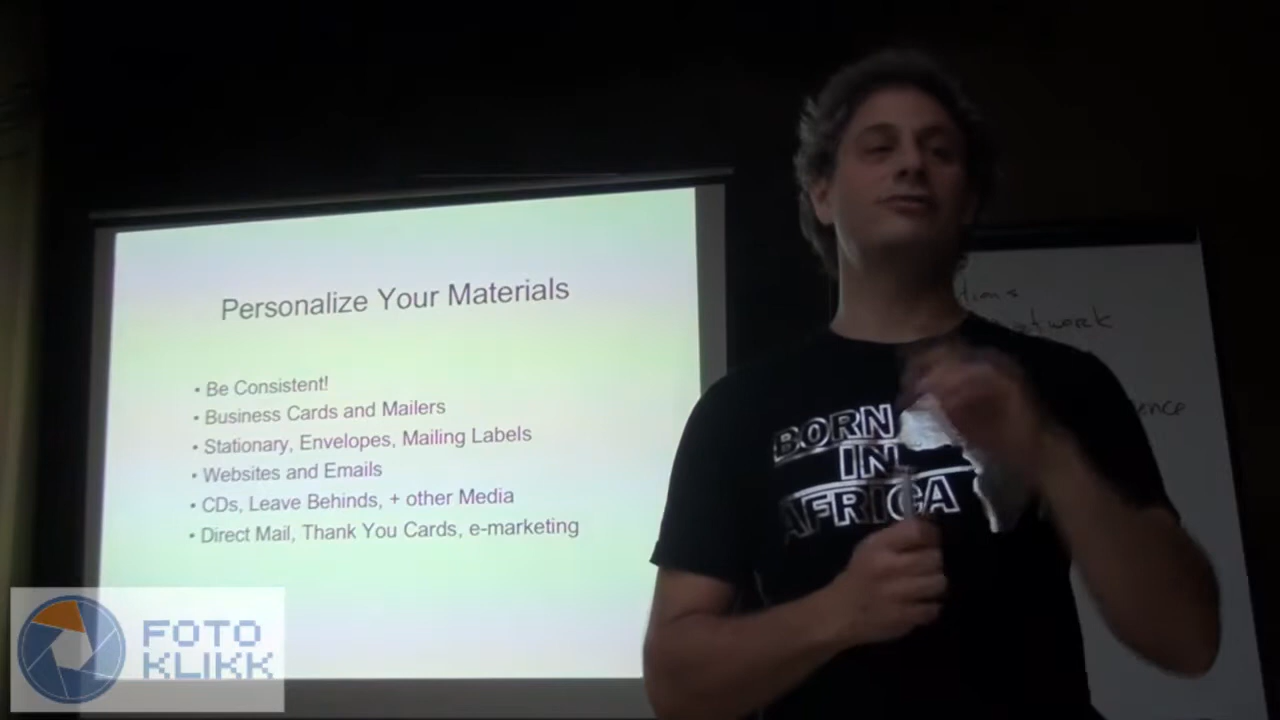 Personalize Your Materials
• Be Consistent!
• Business Cards and Mailers
• Stationary, Envelopes, Mailing Labels
• Websites and Emails
• CDs, Leave Behinds, + other Media
• Direct Mail, Thank You Cards, e-marketing
BORN
IN
AFRICA
FOTO
KLIKK